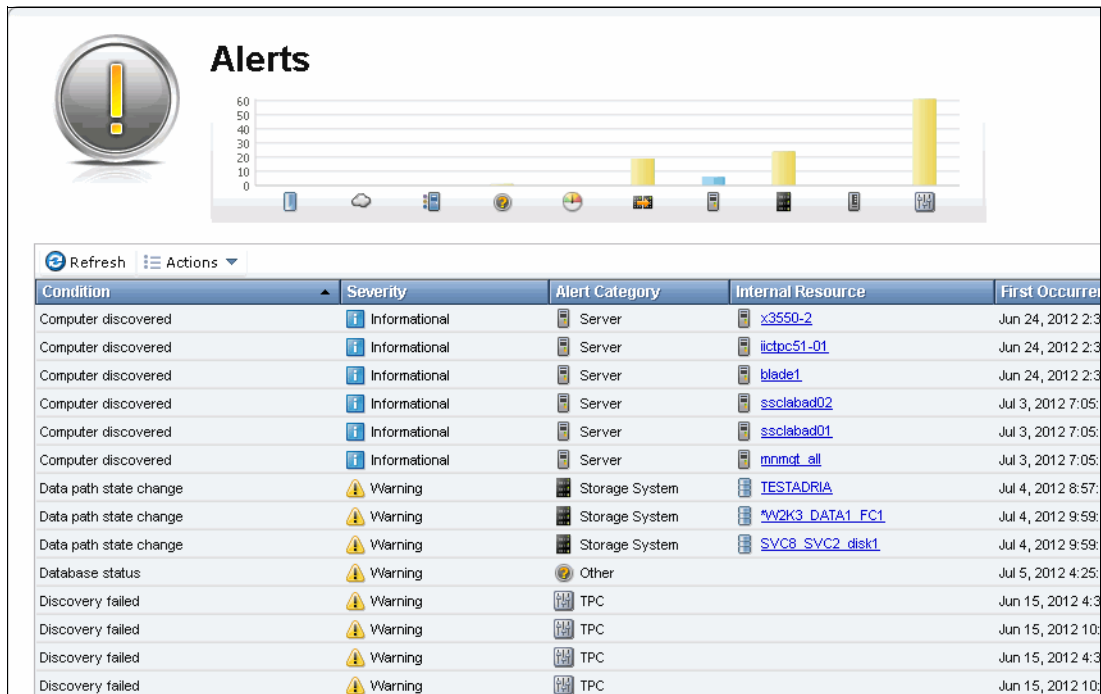 Alerts
60
50
40
30
20
10
0
Refresh Actions
Condition Severity Alert Category Internal Resource First Occurre
Computer discovered Informational Server x3550-2 Jun 24, 2012 2:3
Computer discovered Informational Server iictpc51-01 Jun 24, 2012 2:3
Computer discovered Informational Server blade1 Jun 24, 2012 2:3
Computer discovered Informational Server ssclabad02 Jul 3, 2012 7:05:
Computer discovered Informational Server ssclabad01 Jul 3, 2012 7:05:
Computer discovered Informational Server mnmgt_all Jul 3, 2012 7:05:
Data path state change Warning Storage System TESTADRIA Jul 4, 2012 8:57:
Data path state change Warning Storage System *W2K3_DATA1_FC1 Jul 4, 2012 9:59:
Data path state change Warning Storage System SVC8_SVC2_disk1 Jul 4, 2012 9:59:
Database status Warning Other Jul 5, 2012 4:25:
Discovery failed Warning TPC Jun 15, 2012 4:3
Discovery failed Warning TPC Jun 15, 2012 10:
Discovery failed Warning TPC Jun 15, 2012 4:3
Discovery failed Warning TPC Jun 15, 2012 10: